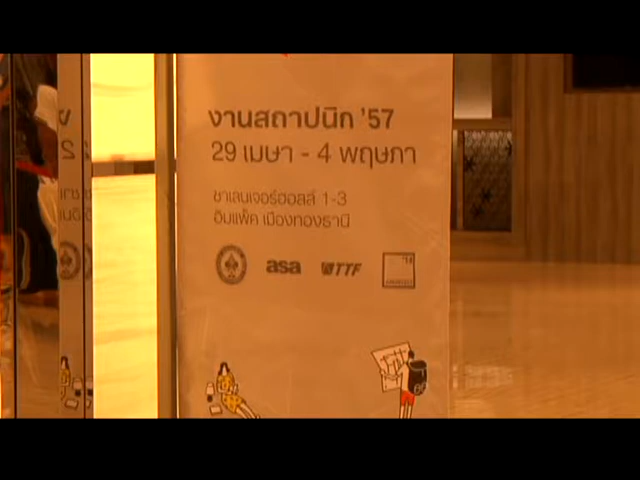 งานสถาปนิก '57
29 เมษา - 4 พฤษภา
ชาเลนเจอร์ฮอลล์ 1-3
อิมแพ็ค เมืองทองธานี
asa TTF